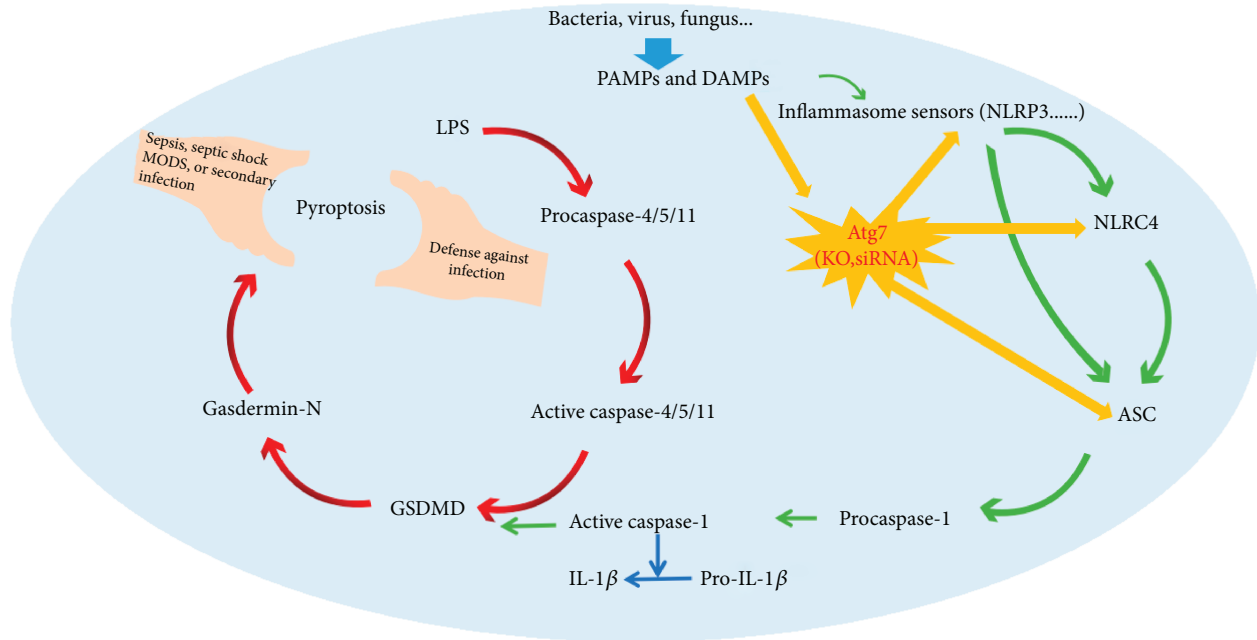 Bacteria, virus, fungus...
PAMPs and DAMPs
Inflammasome sensors (NLRP3......)
LPS
Sepsis, septic shock
MODS, or secondary
infection
Pyroptosis
Defense against
infection
Procaspase-4/5/11
Atg7
(KO,siRNA)
NLRC4
Gasdermin-N
Active caspase-4/5/11
ASC
GSDMD
Active caspase-1
Procaspase-1
IL-1β
Pro-IL-1β